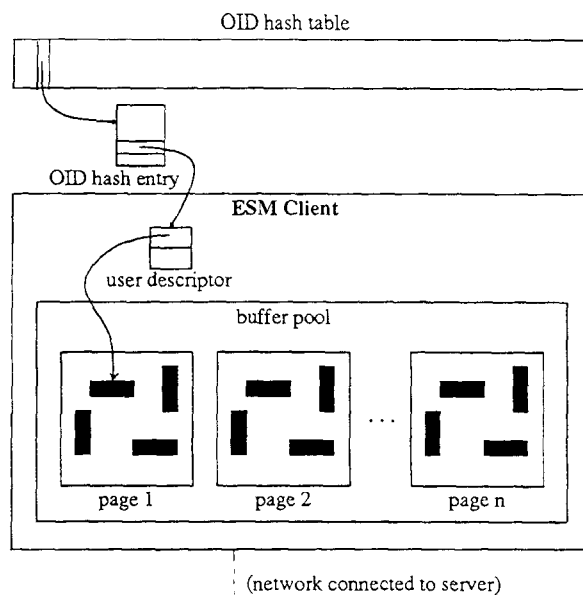 OID hash table
OID hash entry
ESM Client
user descriptor
buffer pool
. . .
page 1
page 2
page n
(network connected to server)